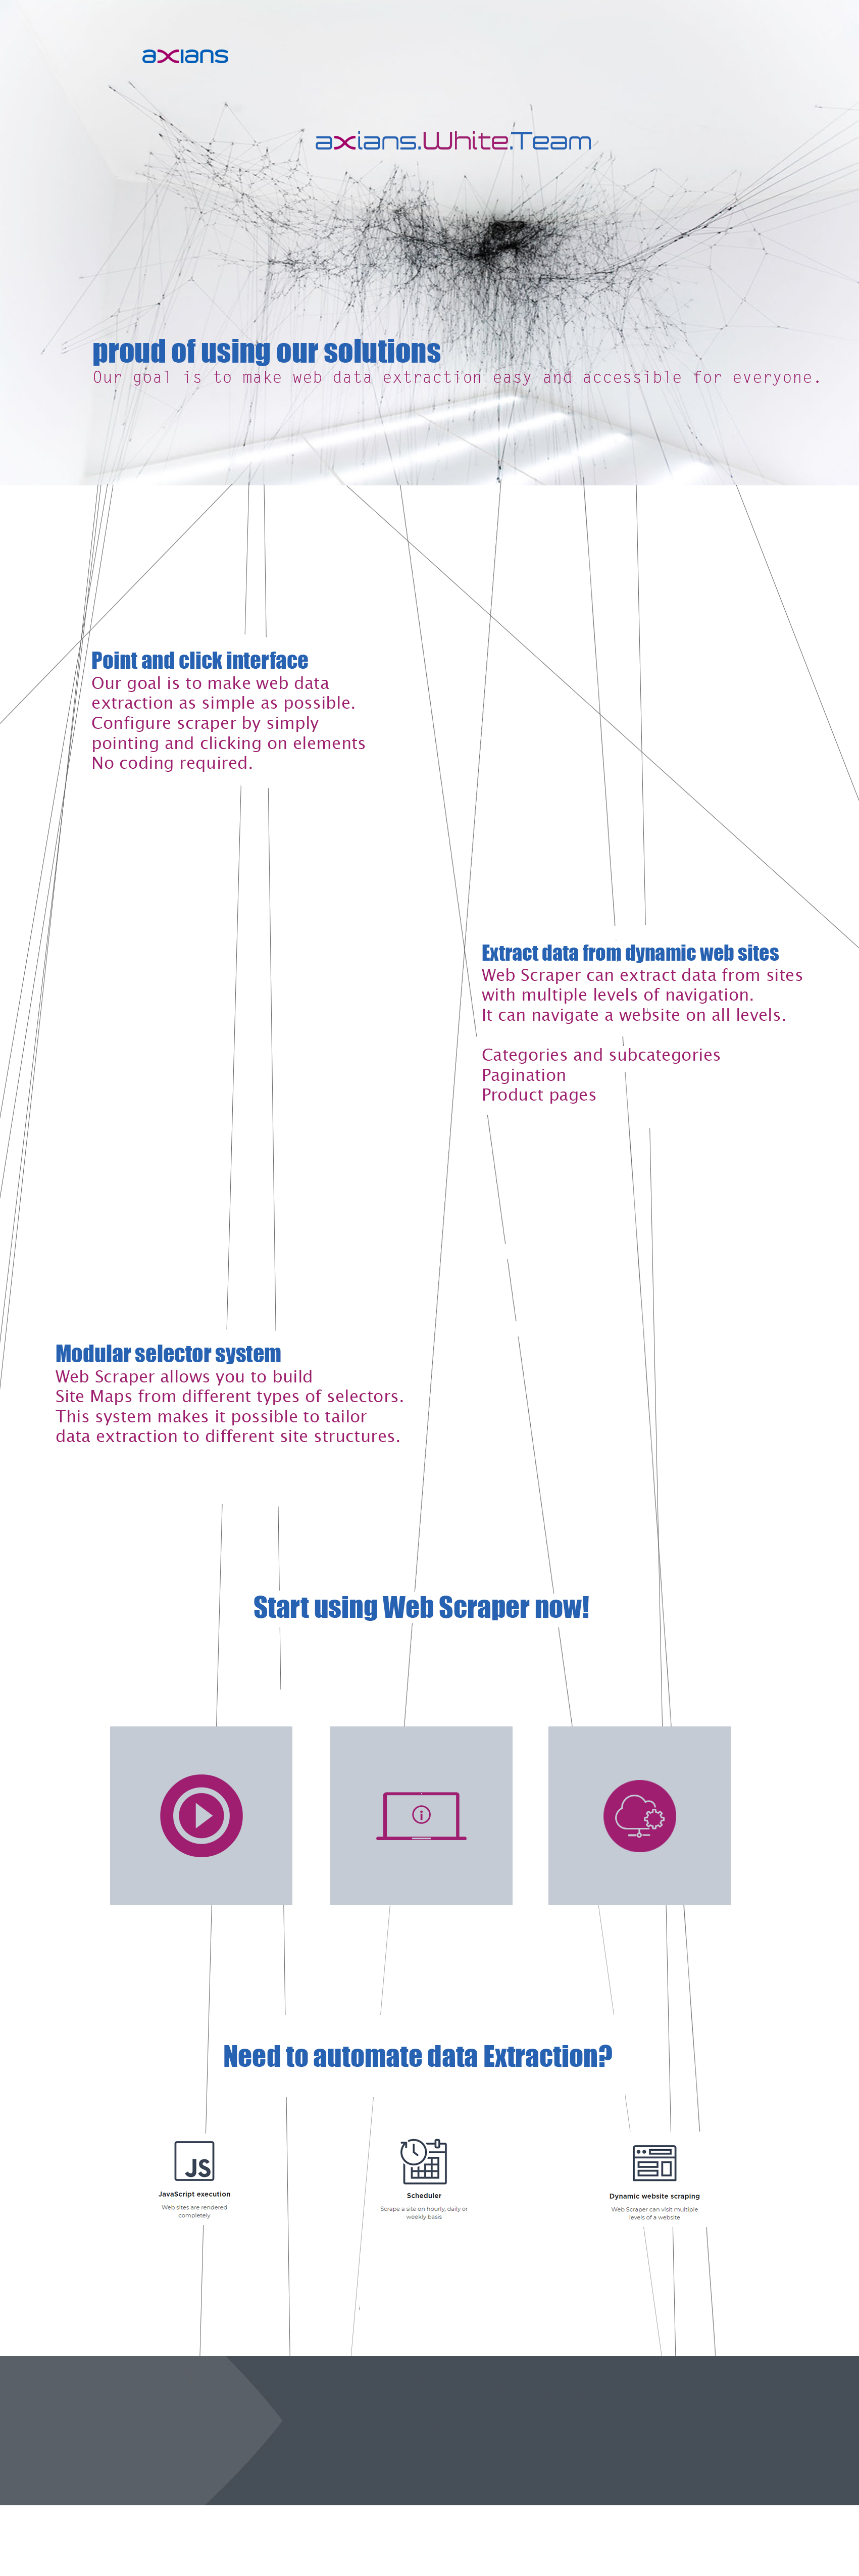 axians
axians.White.Team
proud of using our solutions
Our goal is to make web data extraction easy and accessible for everyone.
Point and click interface
Our goal is to make web data
extraction as simple as possible.
Configure scraper by simply
pointing and clicking on elements
No coding required.
Extract data from dynamic web sites
Web Scraper can extract data from sites
with multiple levels of navigation.
It can navigate a website on all levels.
Categories and subcategories
Pagination
Product pages
Modular selector system
Web Scraper allows you to build
Site Maps from different types of selectors.
This system makes it possible to tailor
data extraction to different site structures.
Start using Web Scraper now!
i
Need to automate data Extraction?
JS
JavaScript execution
Web sites are rendered
completely
Scheduler
Scrape a site on hourly, daily or
weekly basis
Dynamic website scraping
Web Scraper can visit multiple
levels of a website